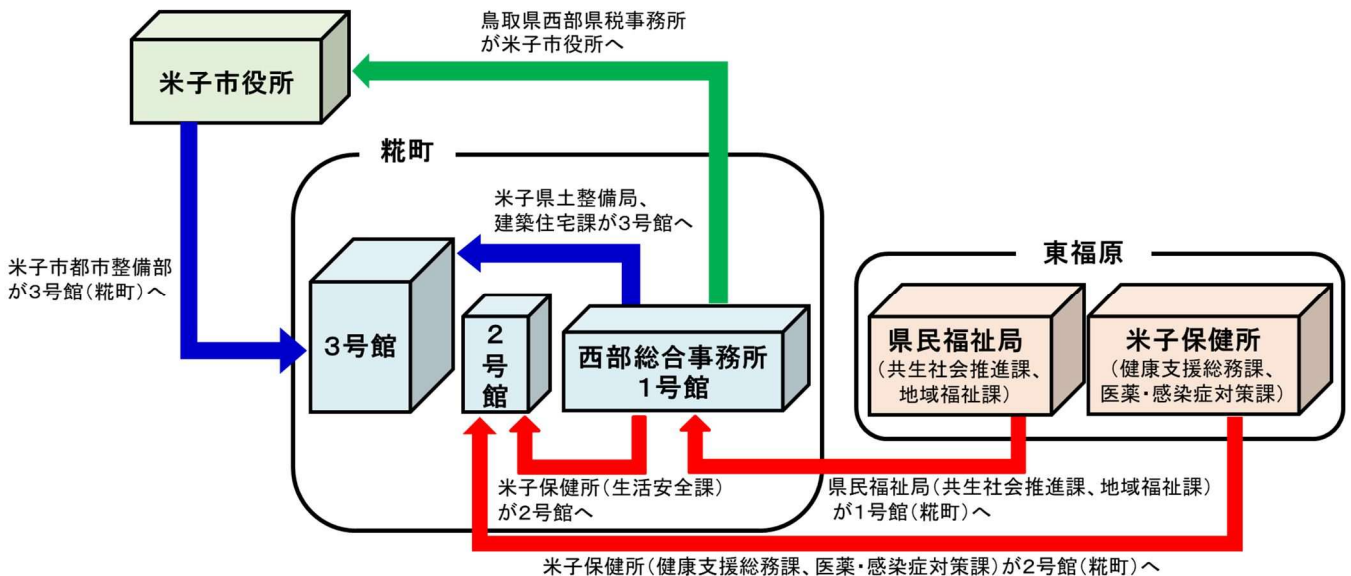 鳥取県西部県税事務所
が米子市役所へ
米子市役所
糀町
米子県土整備局、
建築住宅課が3号館へ
米子市都市整備部
が3号館(糀町)へ
東福原
3号館
2号館
西部総合事務所
1号館
県民福祉局
(共生社会推進課、
地域福祉課)
米子保健所
(健康支援総務課、
医薬・感染症対策課)
米子保健所(生活安全課)
が2号館へ
県民福祉局(共生社会推進課、地域福祉課)
が1号館(糀町)へ
米子保健所(健康支援総務課、医薬・感染症対策課)が2号館(糀町)へ